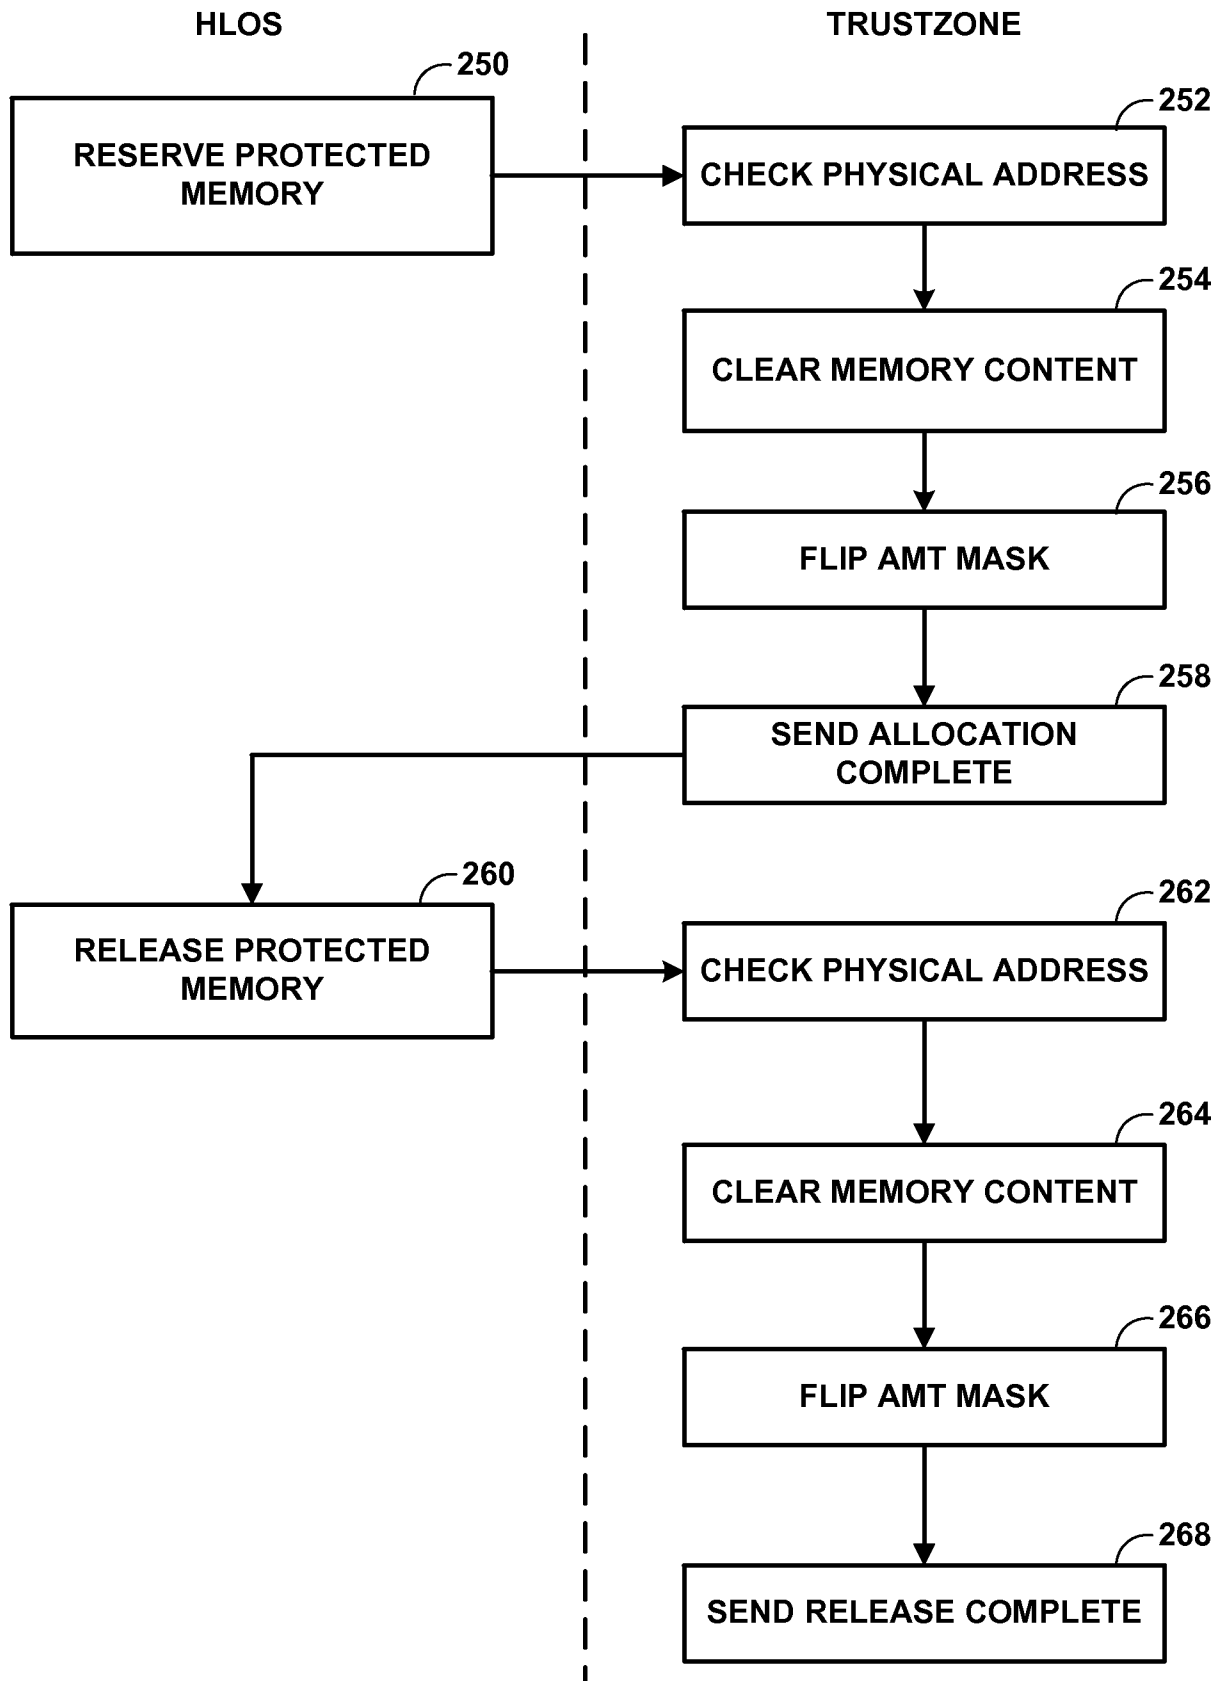 HLOS
TRUSTZONE
250
RESERVE PROTECTED
MEMORY
252
CHECK PHYSICAL ADDRESS
254
CLEAR MEMORY CONTENT
256
FLIP AMT MASK
258
SEND ALLOCATION
COMPLETE
260
RELEASE PROTECTED
MEMORY
262
CHECK PHYSICAL ADDRESS
264
CLEAR MEMORY CONTENT
266
FLIP AMT MASK
268
SEND RELEASE COMPLETE